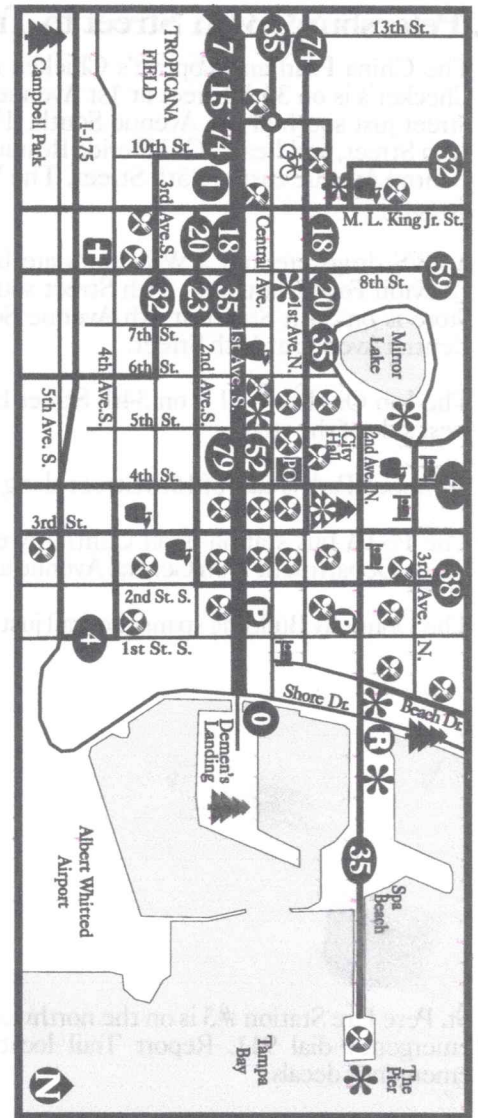 13th St.
TROPICANA
FIELD
Campbell Park
I-175
10th St.
7
15
74
1
35
74
32
3rd Ave. S.
Central Ave.
M. L. King Jr. St.
18
20
18
59
8th St.
32
23
35
20
35
1st Ave. N.
Mirror
Lake
7th St.
6th St.
5th St.
4th St.
4th Ave. S.
2nd Ave. S.
1st Ave. S.
5th Ave. S.
City
Hall
2nd Ave. N.
PO
79
52
4
3rd St.
38
3rd Ave. N.
2nd St. S.
1st St. S.
4
P
P
Shore Dr.
Beach Dr.
0
R
Demen's
Landing
35
Spa
Beach
Albert Whitted
Airport
Tampa
Bay
The
Pier
N